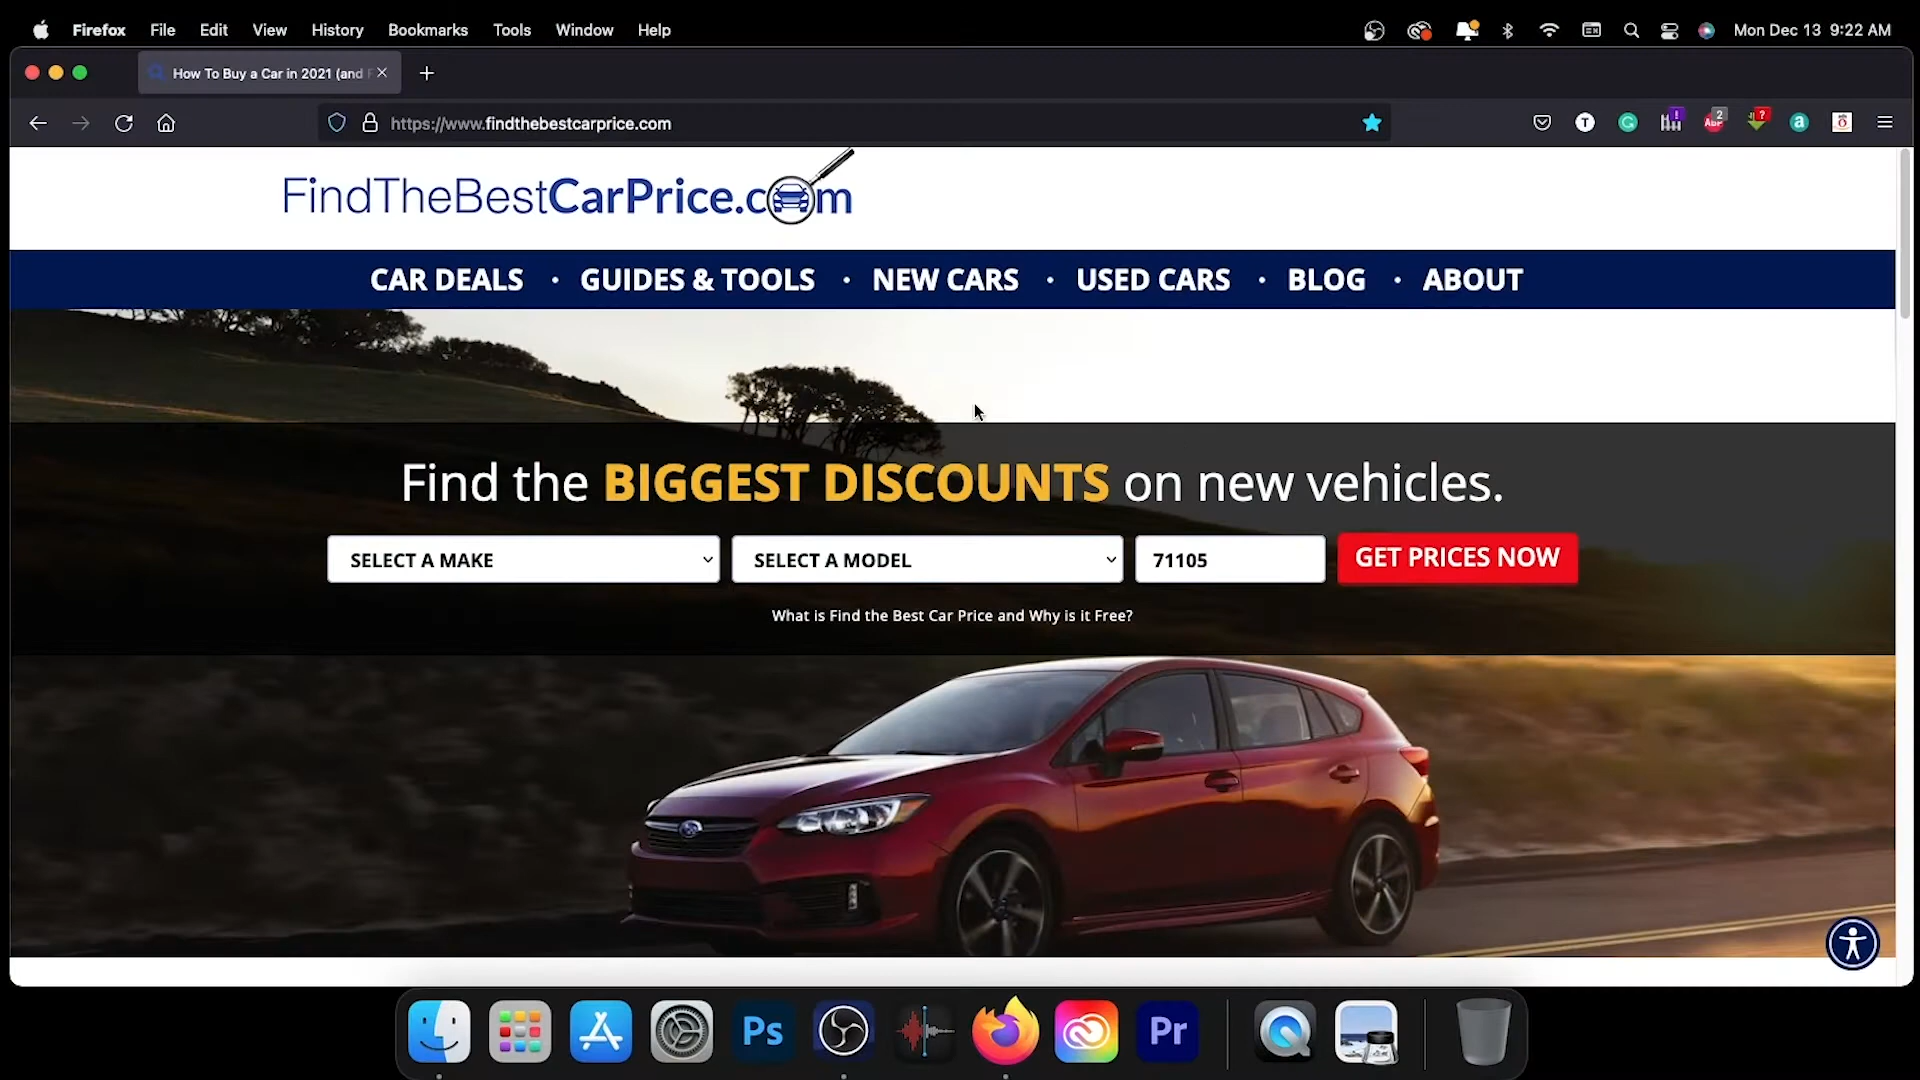 Firefox File Edit View History Bookmarks Tools Window Help Mon Dec 13 9:22 AM
How To Buy a Car in 2021 (and F
https://www.findthebestcarprice.com
FindTheBestCarPrice.com
CAR DEALS • GUIDES & TOOLS • NEW CARS • USED CARS • BLOG • ABOUT
Find the BIGGEST DISCOUNTS on new vehicles.
SELECT A MAKE SELECT A MODEL 71105 GET PRICES NOW
What is Find the Best Car Price and Why is it Free?
Ps Pr